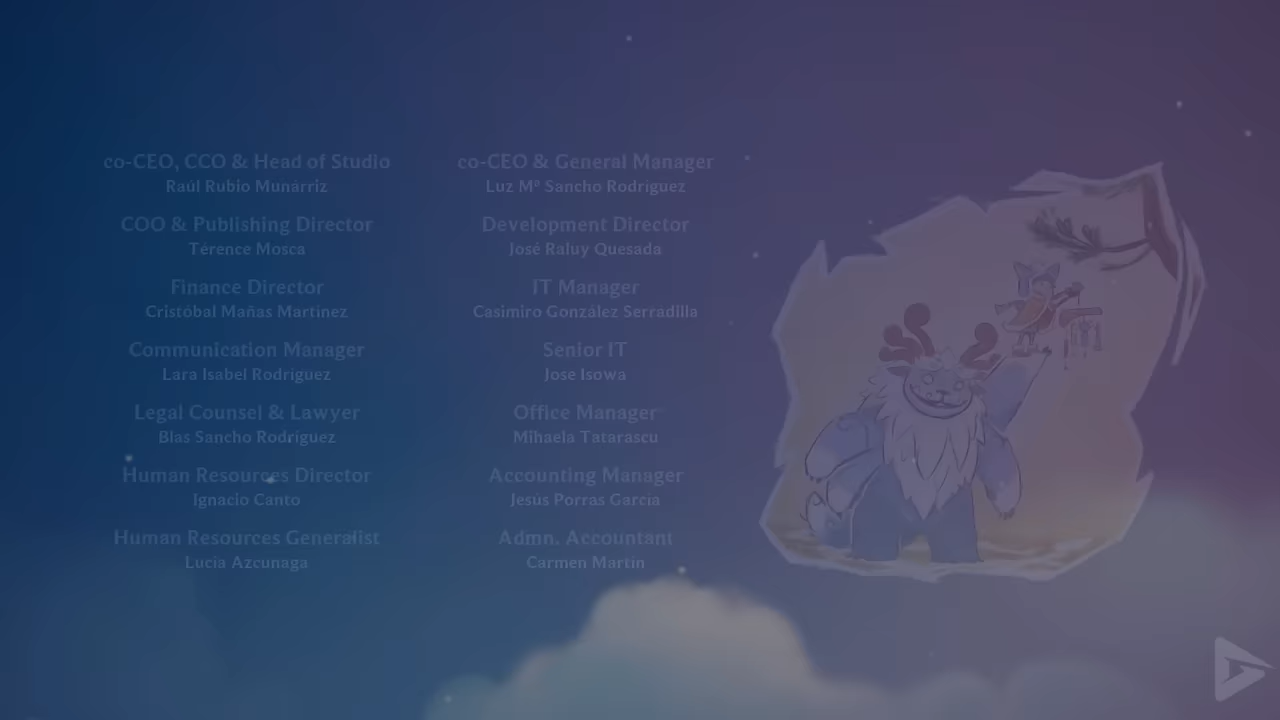 co-CEO, CCO & Head of Studio
Raúl Rubio Munárriz
COO & Publishing Director
Térence Mosca
Finance Director
Cristóbal Mañas Martínez
Communication Manager
Lara Isabel Rodríguez
Legal Counsel & Lawyer
Blas Sancho Rodríguez
Human Resources Director
Ignacio Canto
Human Resources Generalist
Lucía Azcunaga
co-CEO & General Manager
Luz Mª Sancho Rodríguez
Development Director
José Raluy Quesada
IT Manager
Casimiro González Serradilla
Senior IT
Jose Isowa
Office Manager
Mihaela Tatarascu
Accounting Manager
Jesús Porras García
Admn. Accountant
Carmen Martín